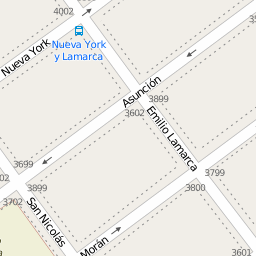 4002
Nueva York
Nueva York
y Lamarca
Asunción
3899
3602
Emilio Lamarca
3699
3799
3899
3800
3702
San Nicolás
Morán
3601